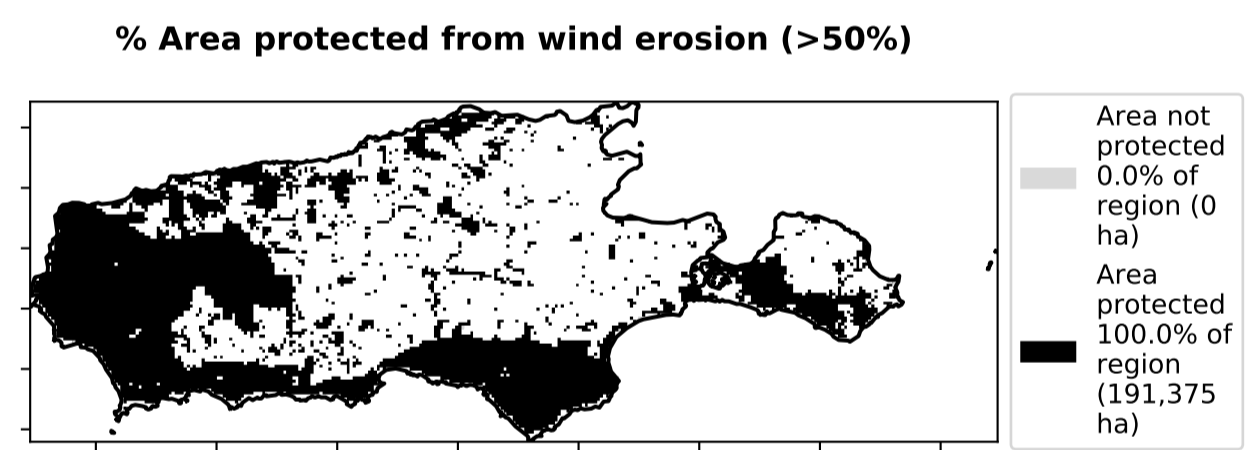 % Area protected from wind erosion (>50%)
Area not
protected
0.0% of
region (0
ha)
Area
protected
100.0% of
region
(191,375
ha)